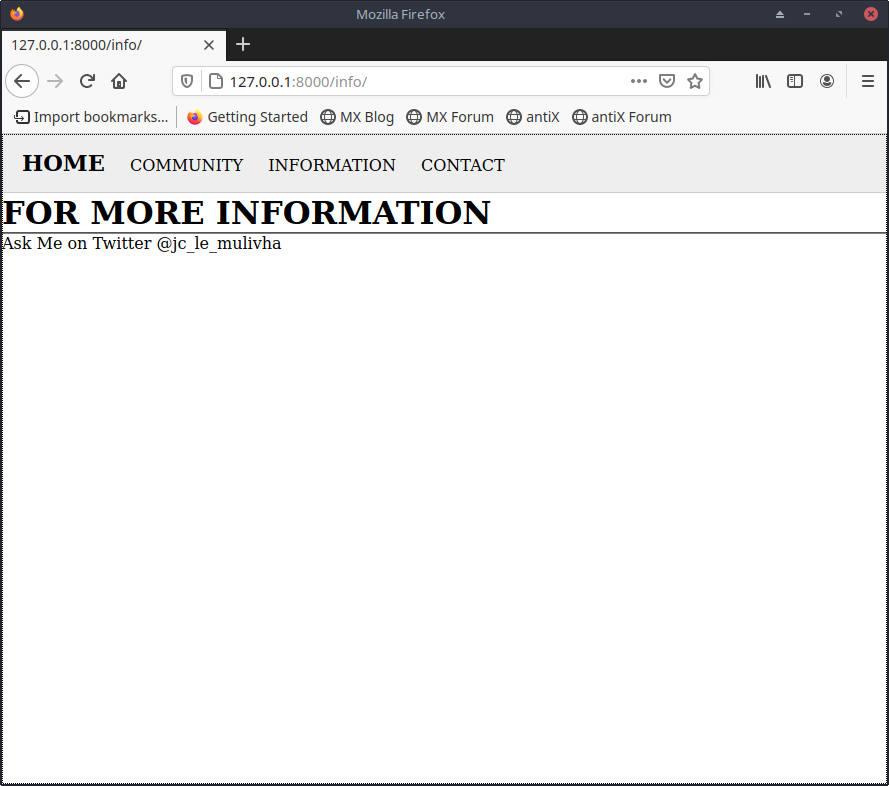 Mozilla Firefox
127.0.0.1:8000/info/
127.0.0.1:8000/info/
Import bookmarks... Getting Started MX Blog MX Forum antiX antiX Forum
HOME COMMUNITY INFORMATION CONTACT
FOR MORE INFORMATION
Ask Me on Twitter @jc_le_mulivha